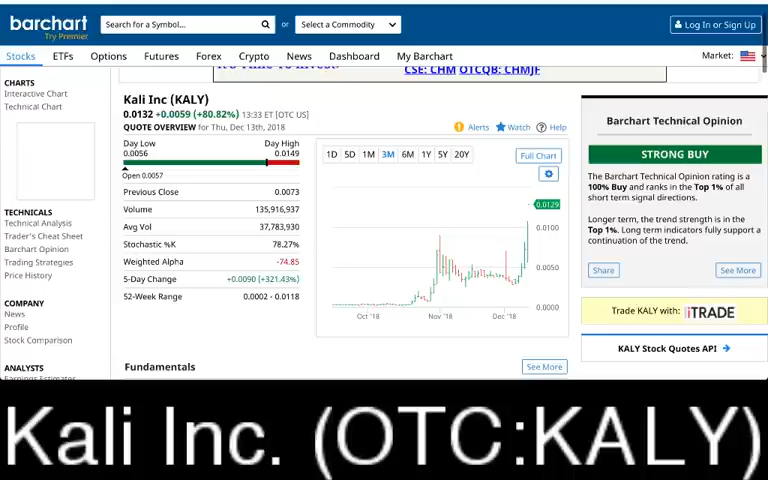 barchart
Try Premier
Search for a Symbol...
or
Select a Commodity
Log In or Sign Up
Stocks ETFs Options Futures Forex Crypto News Dashboard My Barchart
Market:
CSE: CHM OTCQB: CHMJF
CHARTS
Interactive Chart
Technical Chart
TECHNICALS
Technical Analysis
Trader's Cheat Sheet
Barchart Opinion
Trading Strategies
Price History
COMPANY
News
Profile
Stock Comparison
ANALYSTS
Earnings Estimates
Kali Inc (KALY)
0.0132 +0.0059 (+80.82%) 13:33 ET [OTC US]
QUOTE OVERVIEW for Thu, Dec 13th, 2018
Alerts Watch Help
Day Low Day High
0.0056 0.0149
Open 0.0057
Previous Close 0.0073
Volume 135,916,937
Avg Vol 37,783,930
Stochastic %K 78.27%
Weighted Alpha -74.85
5-Day Change +0.0090 (+321.43%)
52-Week Range 0.0002 - 0.0118
1D 5D 1M 3M 6M 1Y 5Y 20Y
Full Chart
0.0129
0.0100
0.0050
0.0000
Oct '18 Nov '18 Dec '18
Fundamentals
See More
Barchart Technical Opinion
STRONG BUY
The Barchart Technical Opinion rating is a
100% Buy and ranks in the Top 1% of all
short term signal directions.
Longer term, the trend strength is in the
Top 1%. Long term indicators fully support a
continuation of the trend.
Share See More
Trade KALY with: iTRADE
KALY Stock Quotes API
Kali Inc. (OTC:KALY)